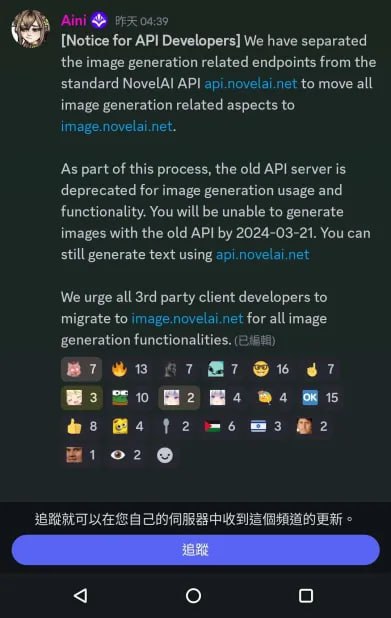 Aini 昨天 04:39
[Notice for API Developers] We have separated
the image generation related endpoints from the
standard NovelAI API api.novelai.net to move all
image generation related aspects to
image.novelai.net.
As part of this process, the old API server is
deprecated for image generation usage and
functionality. You will be unable to generate
images with the old API by 2024-03-21. You can
still generate text using api.novelai.net
We urge all 3rd party client developers to
migrate to image.novelai.net for all image
generation functionalities. (已編輯)
7 13 7 7 16 7
3 10 2 4 4 OK 15
8 4 2 6 3 2
1 2
追蹤就可以在您自己的伺服器中收到這個頻道的更新。
追蹤